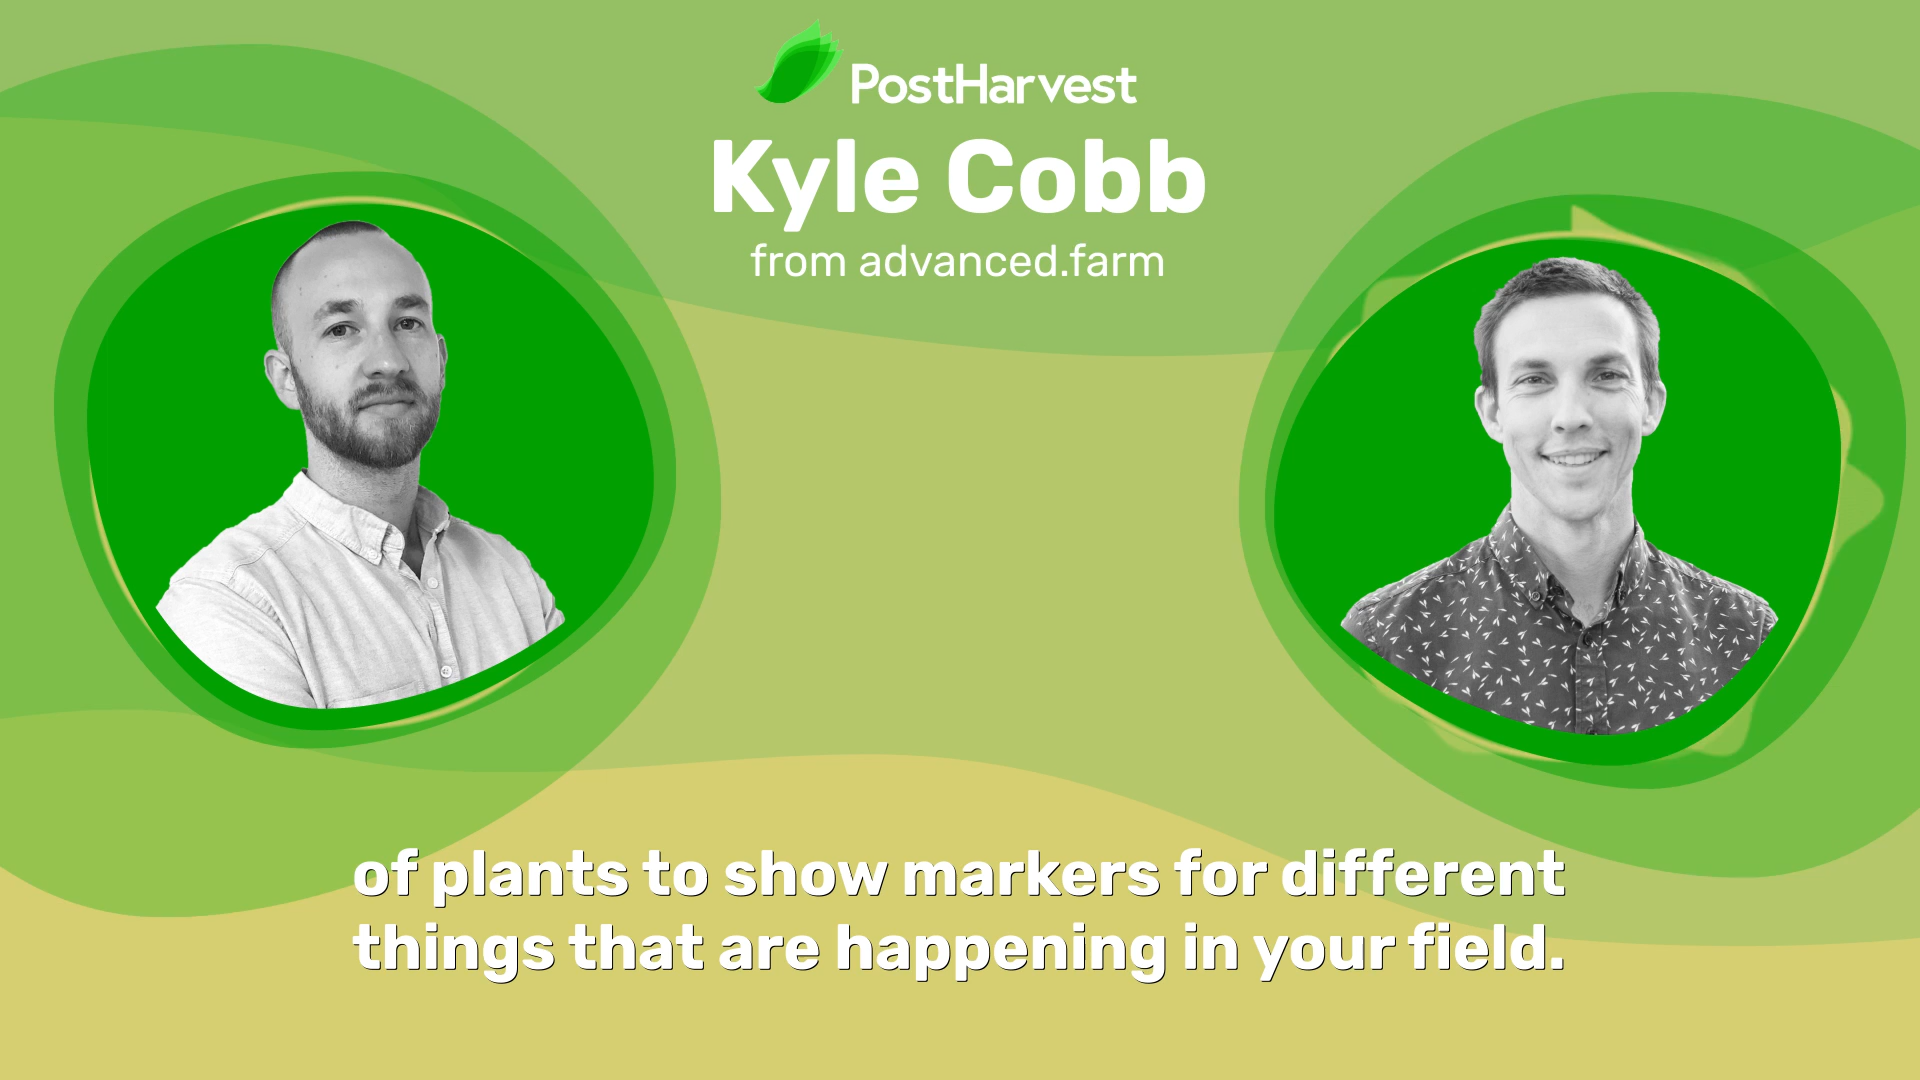 PostHarvest
Kyle Cobb
from advanced.farm
of plants to show markers for different
things that are happening in your field.